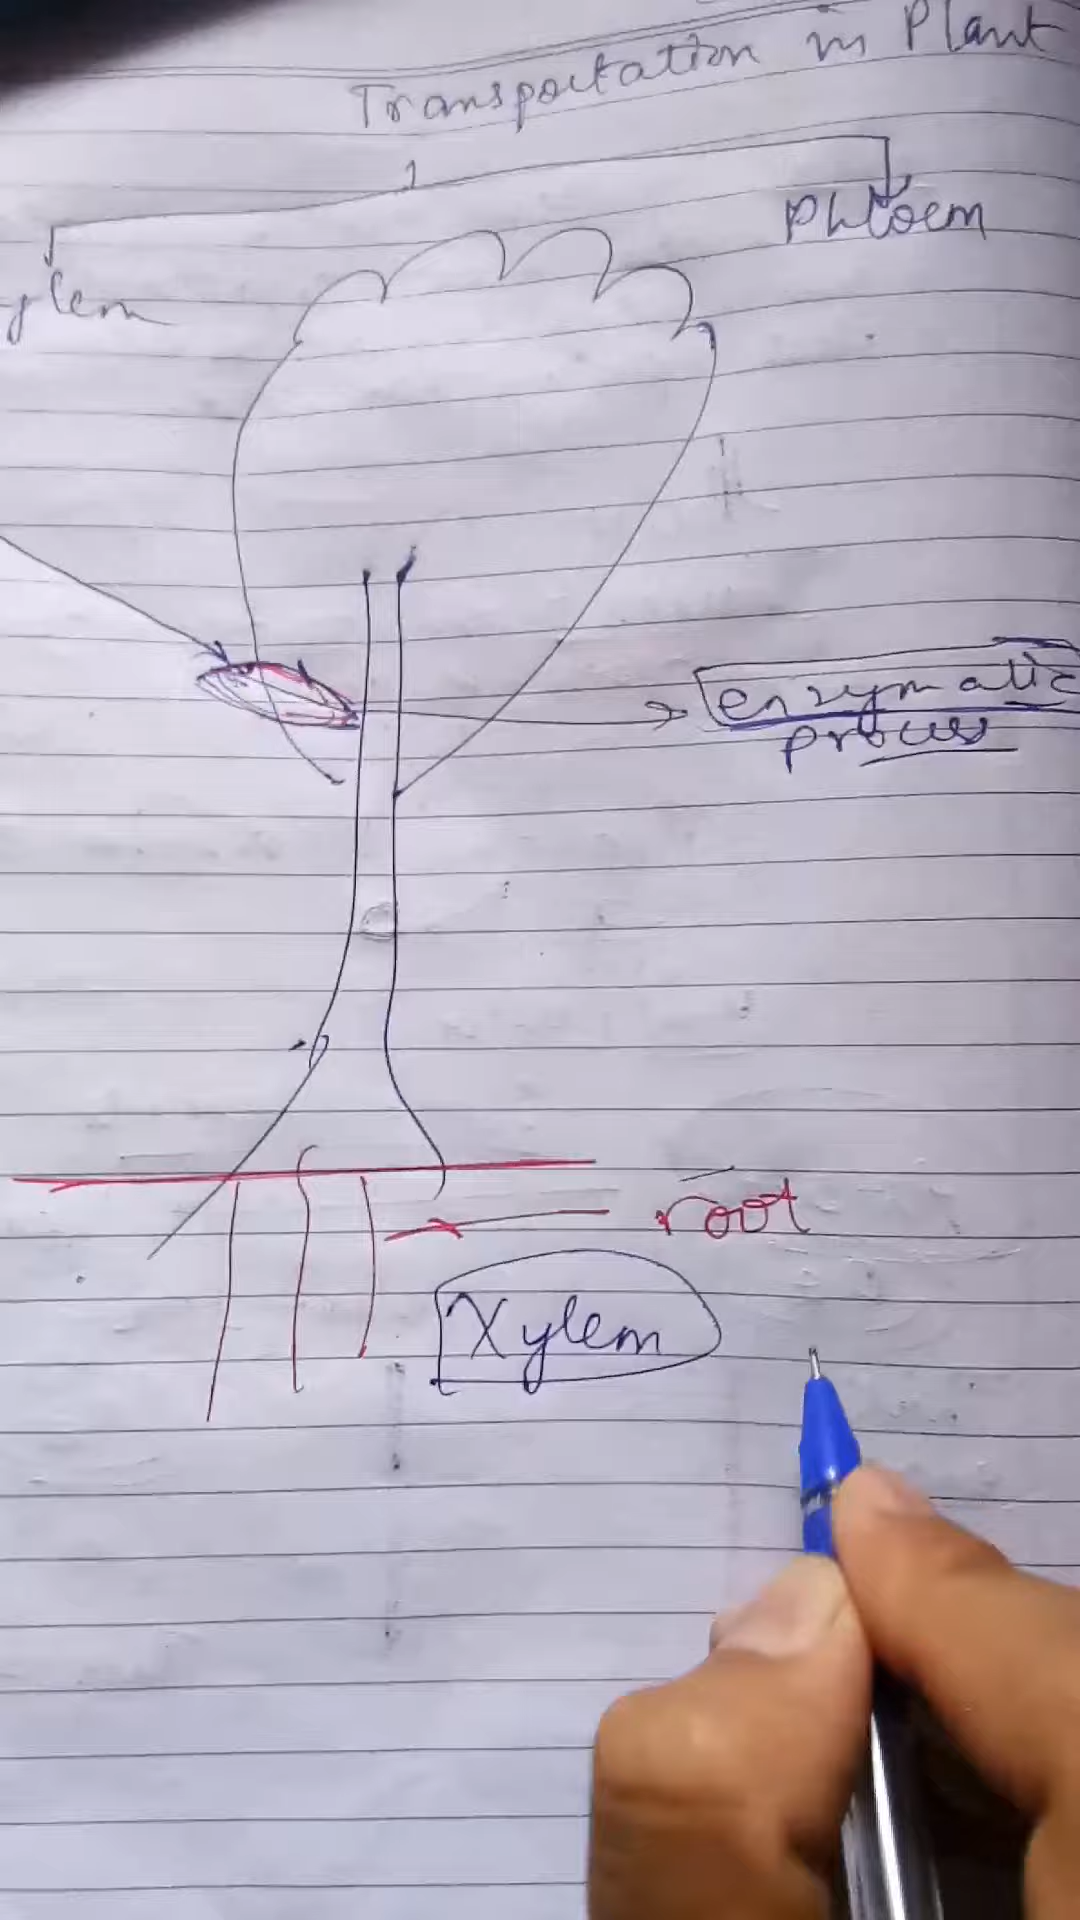 Transportation in Plant
Phloem
ylem
enzymatic
process
root
Xylem